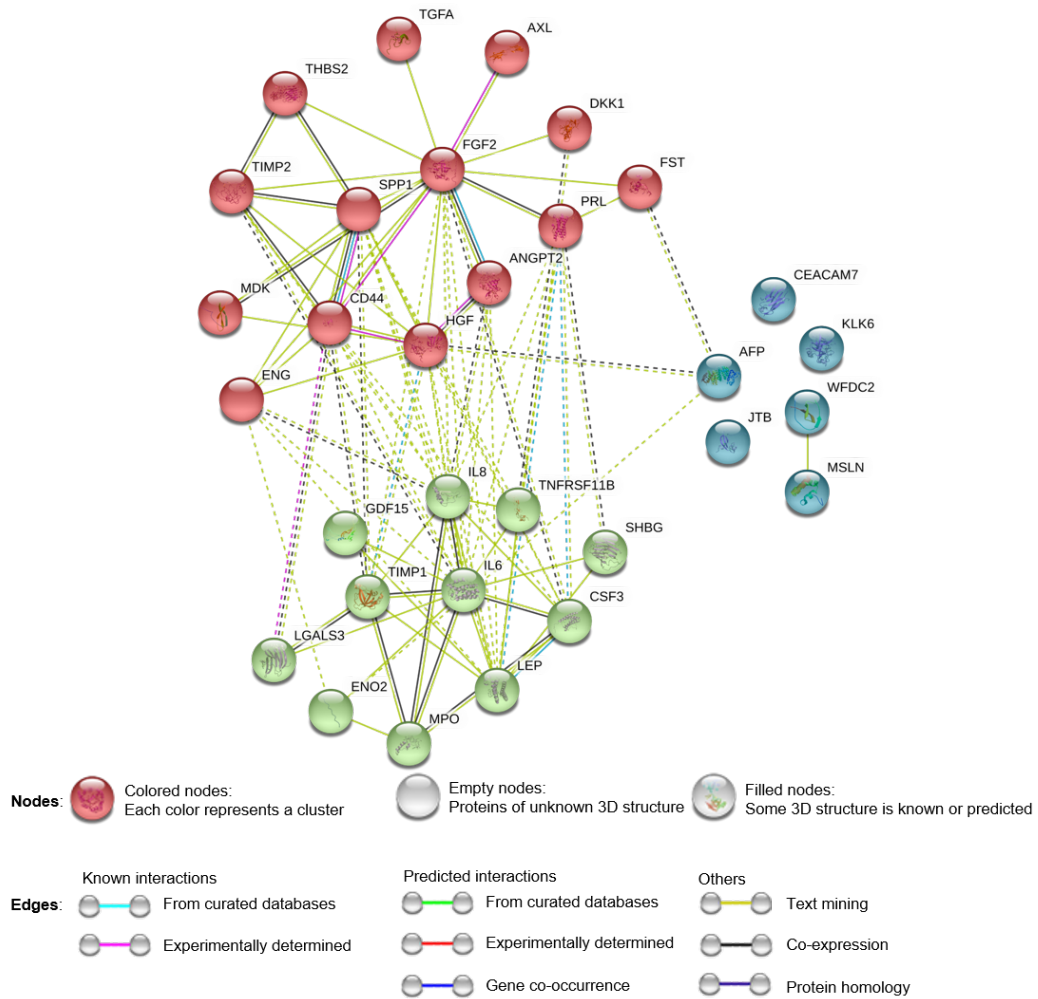 TGFA
AXL
THBS2
DKK1
FGF2
TIMP2
SPP1
FST
PRL
ANGPT2
CEACAM7
MDK
CD44
HGF
KLK6
AFP
ENG
WFDC2
JTB
IL8
TNFRSF11B
MSLN
GDF15
SHBG
TIMP1
IL6
CSF3
LGALS3
LEP
ENO2
MPO
Nodes:
Colored nodes:
Each color represents a cluster
Empty nodes:
Proteins of unknown 3D structure
Filled nodes:
Some 3D structure is known or predicted
Edges:
Known interactions
From curated databases
Experimentally determined
Predicted interactions
From curated databases
Experimentally determined
Gene co-occurrence
Others
Text mining
Co-expression
Protein homology